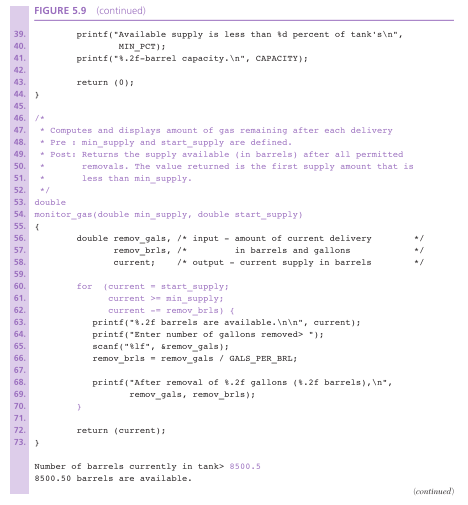 FIGURE 5.9 (continued)
39. printf("Available supply is less than %d percent of tank's\n",
40. MIN_PCT);
41. printf("%.2f-barrel capacity.\n", CAPACITY);
42.
43. return (0);
44. }
45.
46. /*
47. * Computes and displays amount of gas remaining after each delivery
48. * Pre : min_supply and start_supply are defined.
49. * Post: Returns the supply available (in barrels) after all permitted
50. * removals. The value returned is the first supply amount that is
51. * less than min_supply.
52. */
53. double
54. monitor_gas(double min_supply, double start_supply)
55. {
56. double remov_gals, /* input - amount of current delivery */
57. remov_brls, /* in barrels and gallons */
58. current; /* output - current supply in barrels */
59.
60. for (current = start_supply;
61. current >= min_supply;
62. current -= remov_brls) {
63. printf("%.2f barrels are available.\n\n", current);
64. printf("Enter number of gallons removed> ");
65. scanf("%lf", &remov_gals);
66. remov_brls = remov_gals / GALS_PER_BRL;
67.
68. printf("After removal of %.2f gallons (%.2f barrels),\n",
69. remov_gals, remov_brls);
70. }
71.
72. return (current);
73. }
Number of barrels currently in tank> 8500.5
8500.50 barrels are available.
(continued)